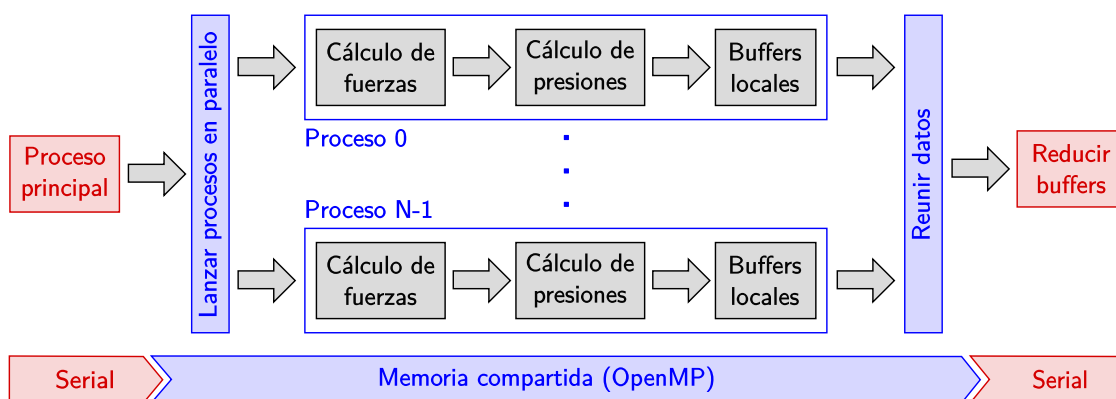 Proceso
principal
Lanzar procesos en paralelo
Cálculo de
fuerzas
Cálculo de
presiones
Buffers
locales
Proceso 0
Proceso N-1
Cálculo de
fuerzas
Cálculo de
presiones
Buffers
locales
Reunir datos
Reducir
buffers
Serial
Memoria compartida (OpenMP)
Serial